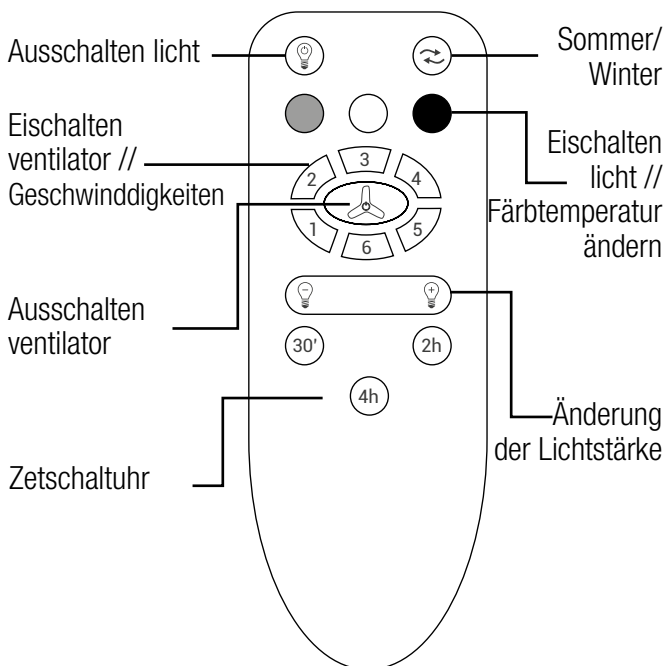 Ausschalten licht
Sommer/
Winter
Eischalten
ventilator //
Geschwinddigkeiten
Eischalten
licht //
Färbtemperatur
ändern
3
2
4
1
5
6
Ausschalten
ventilator
30'
2h
4h
Änderung
der Lichtstärke
Zetschaltuhr